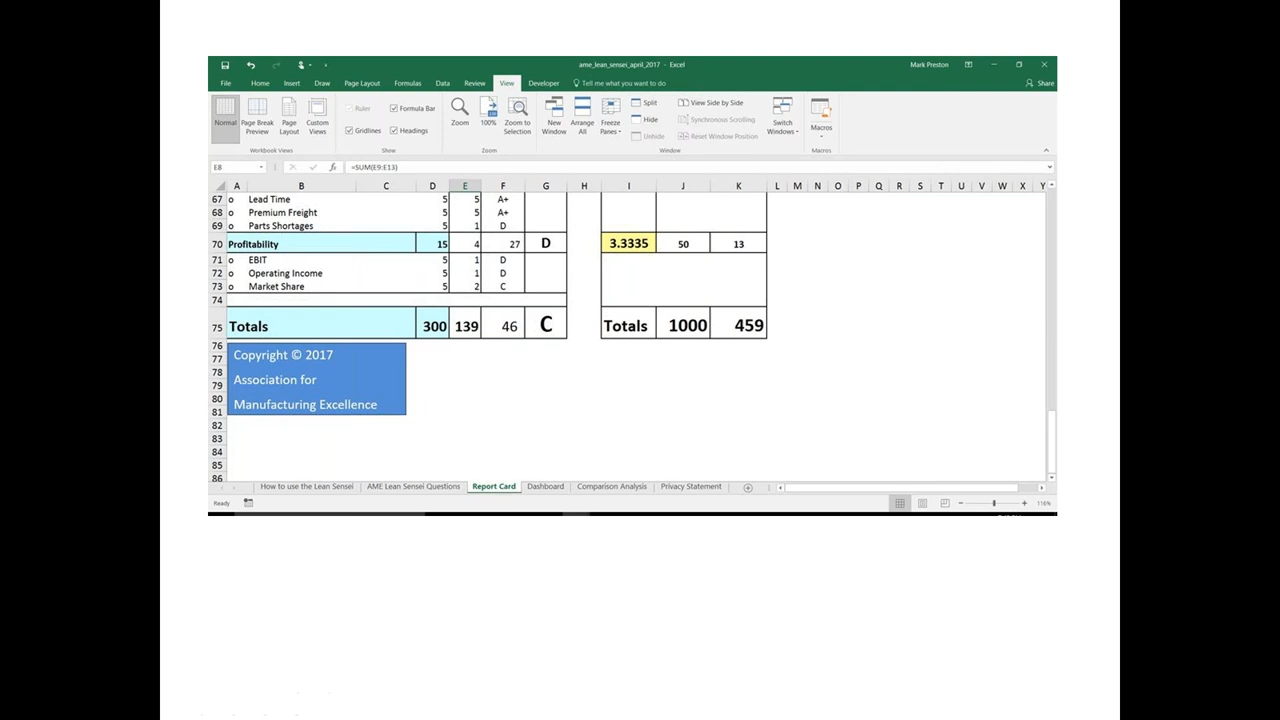 ame_lean_sensei_april_2017 - Excel Mark Preston
File Home Insert Draw Page Layout Formulas Data Review View Developer Tell me what you want to do Share
Normal Page Break Preview Page Layout Custom Views Ruler Formula Bar Gridlines Headings Zoom 100% Zoom to Selection New Window Arrange All Freeze Panes Split Hide Unhide View Side by Side Synchronous Scrolling Reset Window Position Switch Windows Macros
Workbook Views Show Zoom Window Macros
E8 fx =SUM(E9:E13)
A B C D E F G H I J K L M N O P Q R S T U V W X Y
67 o Lead Time 5 5 A+
68 o Premium Freight 5 5 A+
69 o Parts Shortages 5 1 D
70 Profitability 15 4 27 D 3.3335 50 13
71 o EBIT 5 1 D
72 o Operating Income 5 1 D
73 o Market Share 5 2 C
74
75 Totals 300 139 46 C Totals 1000 459
76
77 Copyright © 2017
78
79 Association for
80
81 Manufacturing Excellence
82
83
84
85
86
How to use the Lean Sensei AME Lean Sensei Questions Report Card Dashboard Comparison Analysis Privacy Statement
Ready 116%